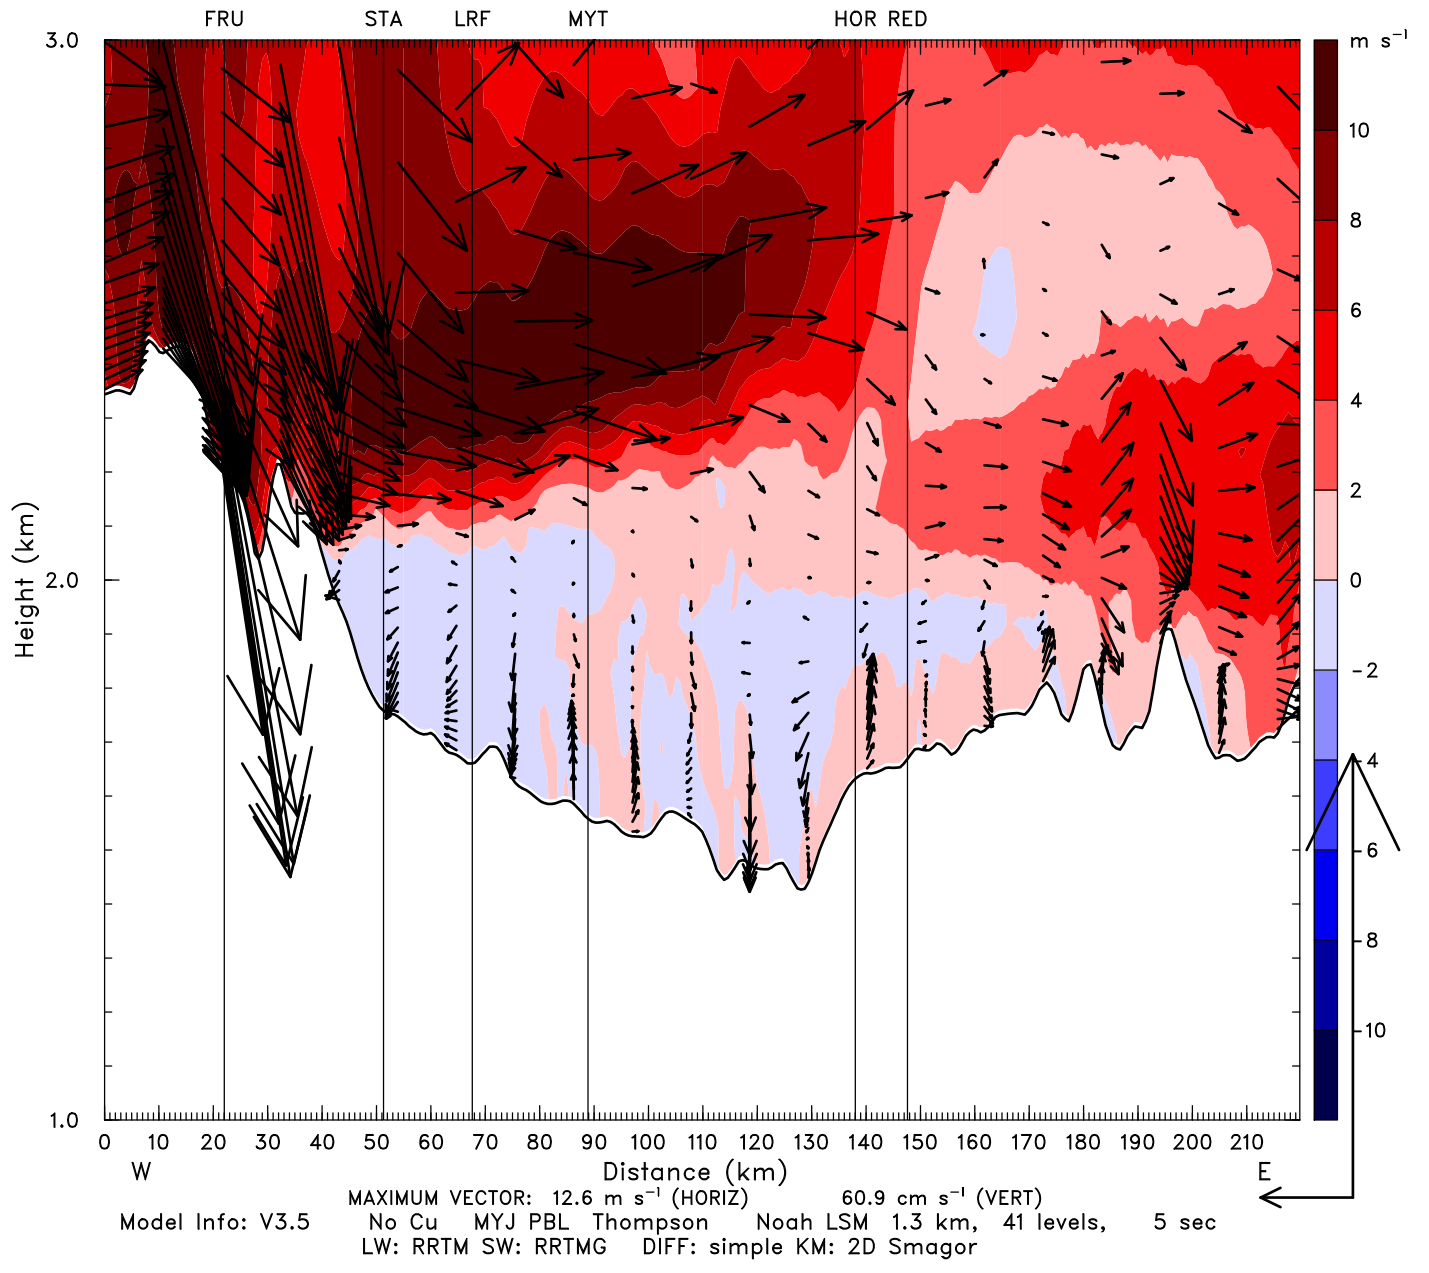 FRU STA LRF MYT HOR RED
3.0
m s⁻¹
10
8
6
4
2
Height (km)
2.0
0
−2
−4
−6
−8
−10
1.0
0 10 20 30 40 50 60 70 80 90 100 110 120 130 140 150 160 170 180 190 200 210
W Distance (km) E
MAXIMUM VECTOR: 12.6 m s⁻¹ (HORIZ) 60.9 cm s⁻¹ (VERT)
Model Info: V3.5 No Cu MYJ PBL Thompson Noah LSM 1.3 km, 41 levels, 5 sec
LW: RRTM SW: RRTMG DIFF: simple KM: 2D Smagor